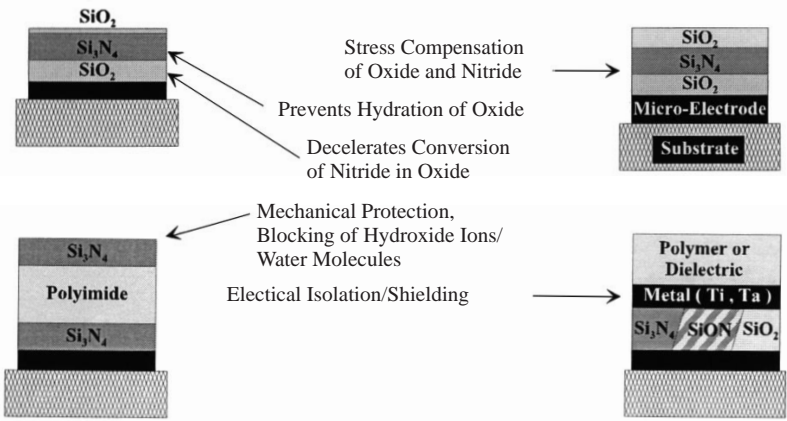 SiO₂
Si₃N₄
SiO₂
Prevents Hydration of Oxide
Decelerates Conversion
of Nitride in Oxide
Stress Compensation
of Oxide and Nitride
SiO₂
Si₃N₄
SiO₂
Micro-Electrode
Substrate
Mechanical Protection,
Blocking of Hydroxide Ions/
Water Molecules
Si₃N₄
Polyimide
Si₃N₄
Electical Isolation/Shielding
Polymer or
Dielectric
Metal ( Ti , Ta )
Si₃N₄ SiON SiO₂